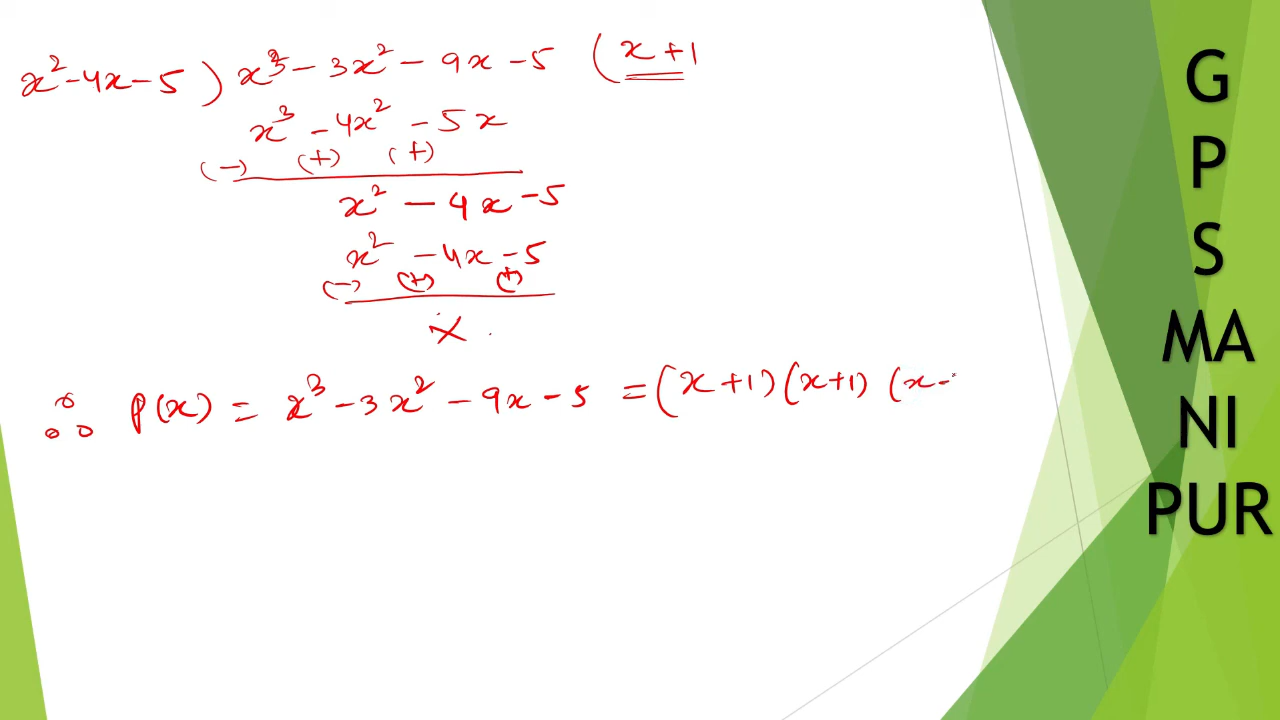 x² - 4x - 5 ) x³ - 3x² - 9x - 5 ( x + 1
x³ - 4x² - 5x
(-) (+) (+)
x² - 4x - 5
x² - 4x - 5
(-) (+) (+)
x
∴ p(x) = x³ - 3x² - 9x - 5 = (x + 1) (x + 1) (x -
G
P
S
MA
NI
PUR